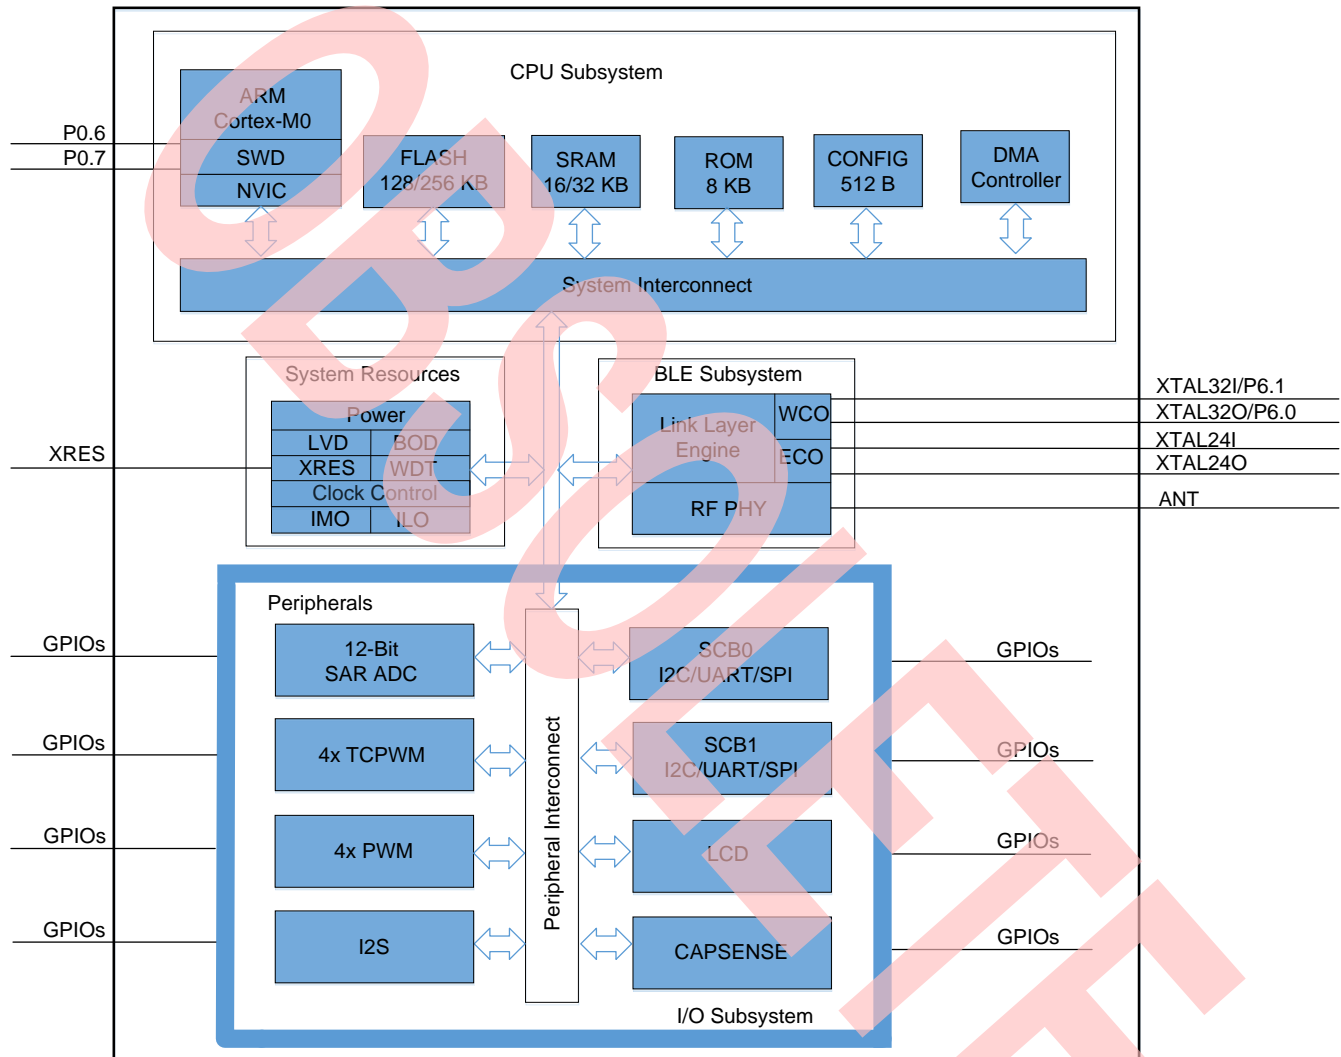 CPU Subsystem
ARM
Cortex-M0
SWD
NVIC
FLASH
128/256 KB
SRAM
16/32 KB
ROM
8 KB
CONFIG
512 B
DMA
Controller
P0.6
P0.7
System Interconnect
System Resources
Power
LVD
BOD
XRES
WDT
Clock Control
IMO
ILO
XRES
BLE Subsystem
Link Layer
Engine
WCO
ECO
RF PHY
XTAL32I/P6.1
XTAL32O/P6.0
XTAL24I
XTAL24O
ANT
Peripherals
GPIOs
GPIOs
GPIOs
GPIOs
12-Bit
SAR ADC
4x TCPWM
4x PWM
I2S
Peripheral Interconnect
SCB0
I2C/UART/SPI
SCB1
I2C/UART/SPI
LCD
CAPSENSE
GPIOs
GPIOs
GPIOs
GPIOs
I/O Subsystem
OBSOLETE